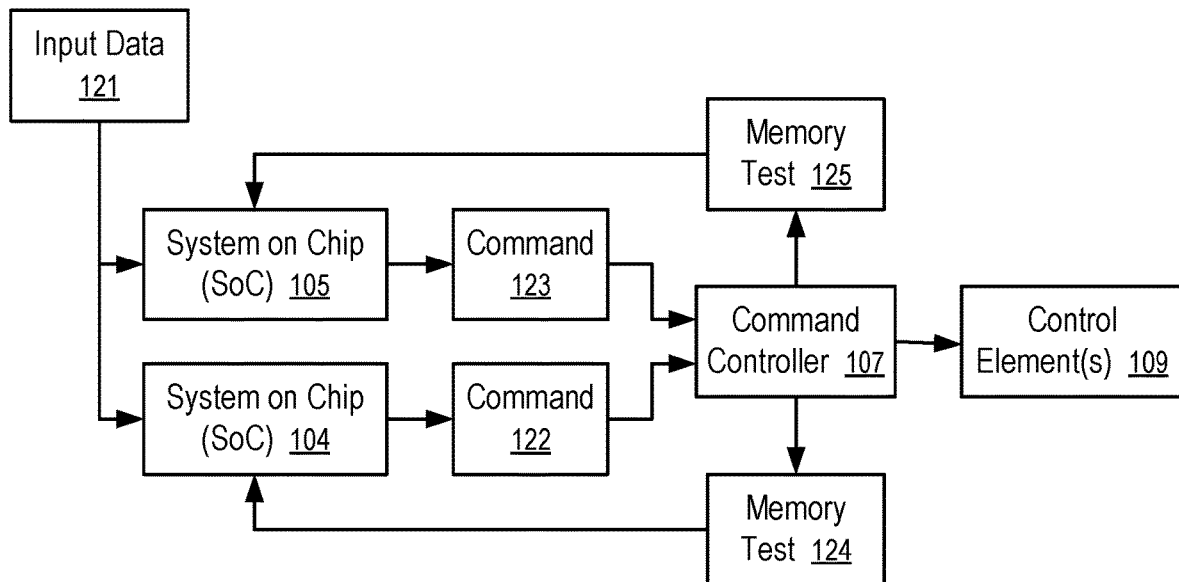 Input Data
121
Memory
Test 125
System on Chip
(SoC) 105
Command
123
Command
Controller 107
Control
Element(s) 109
System on Chip
(SoC) 104
Command
122
Memory
Test 124